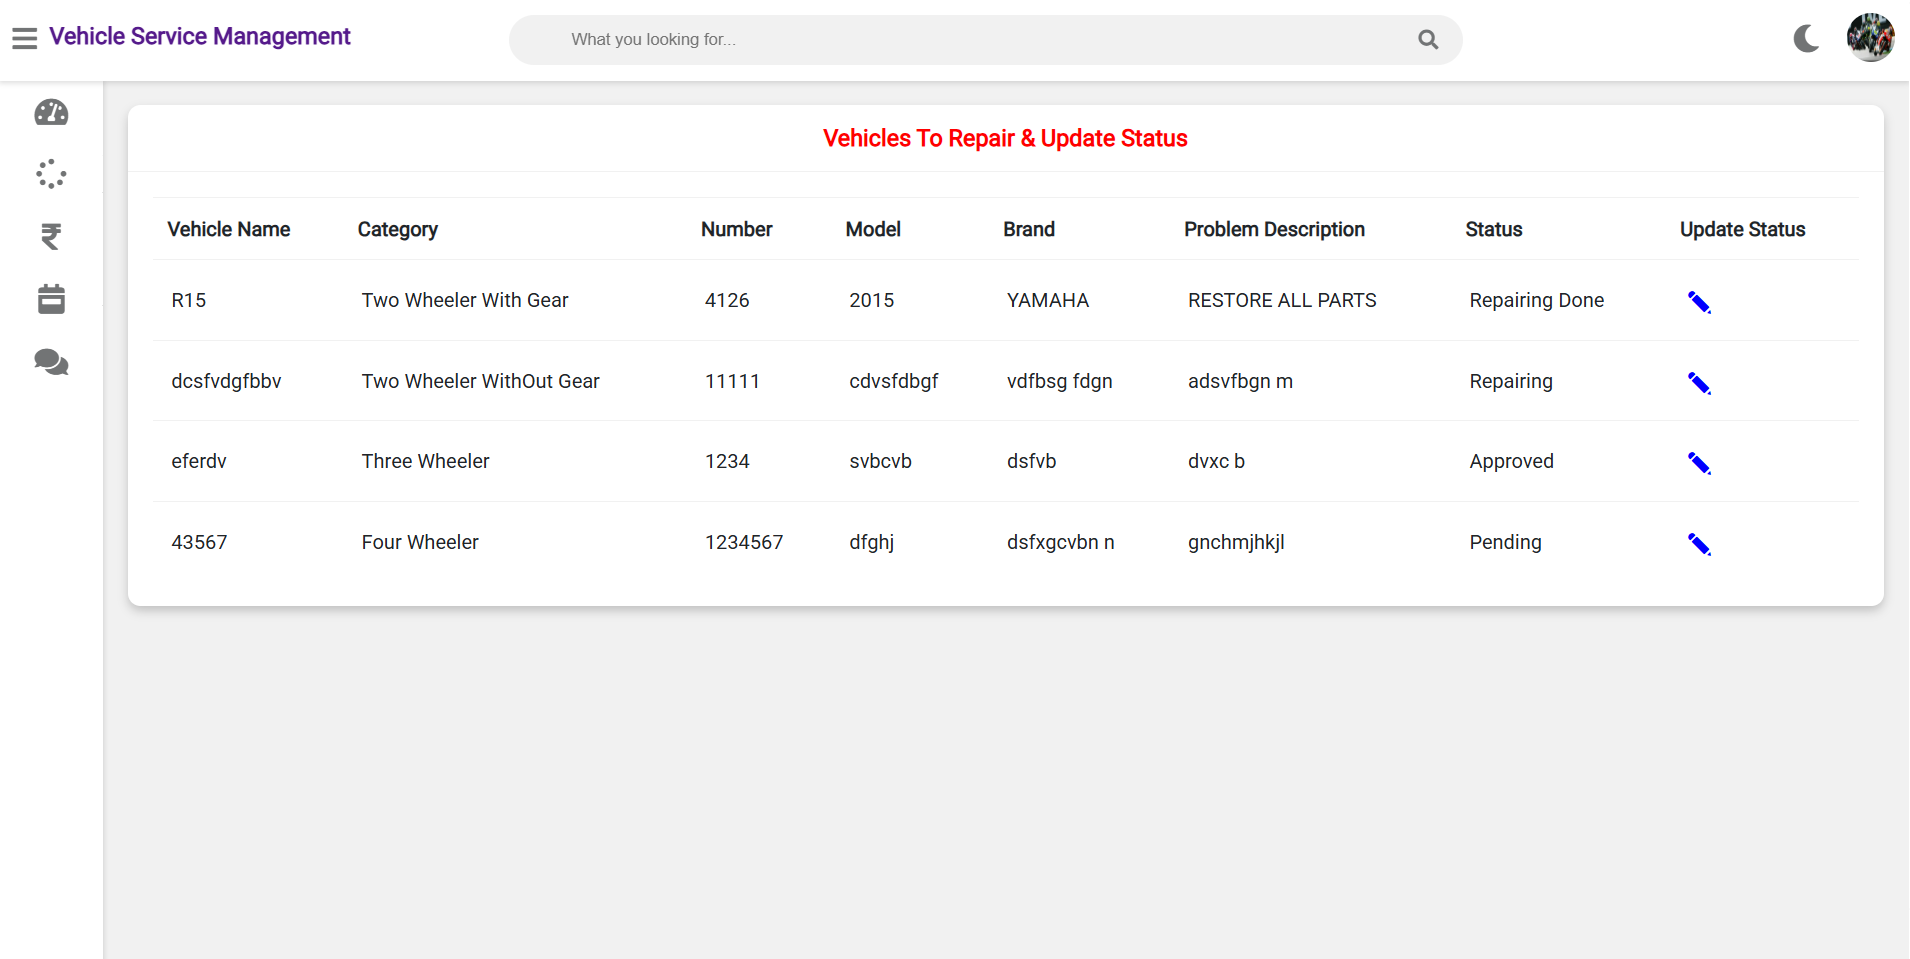 Vehicle Service Management
What you looking for...
Vehicles To Repair & Update Status
Vehicle Name Category Number Model Brand Problem Description Status Update Status
R15 Two Wheeler With Gear 4126 2015 YAMAHA RESTORE ALL PARTS Repairing Done
dcsfvdgfbbv Two Wheeler WithOut Gear 11111 cdvsfdbgf vdfbsg fdgn adsvfbgn m Repairing
eferdv Three Wheeler 1234 svbcvb dsfvb dvxc b Approved
43567 Four Wheeler 1234567 dfghj dsfxgcvbn n gnchmjhkjl Pending